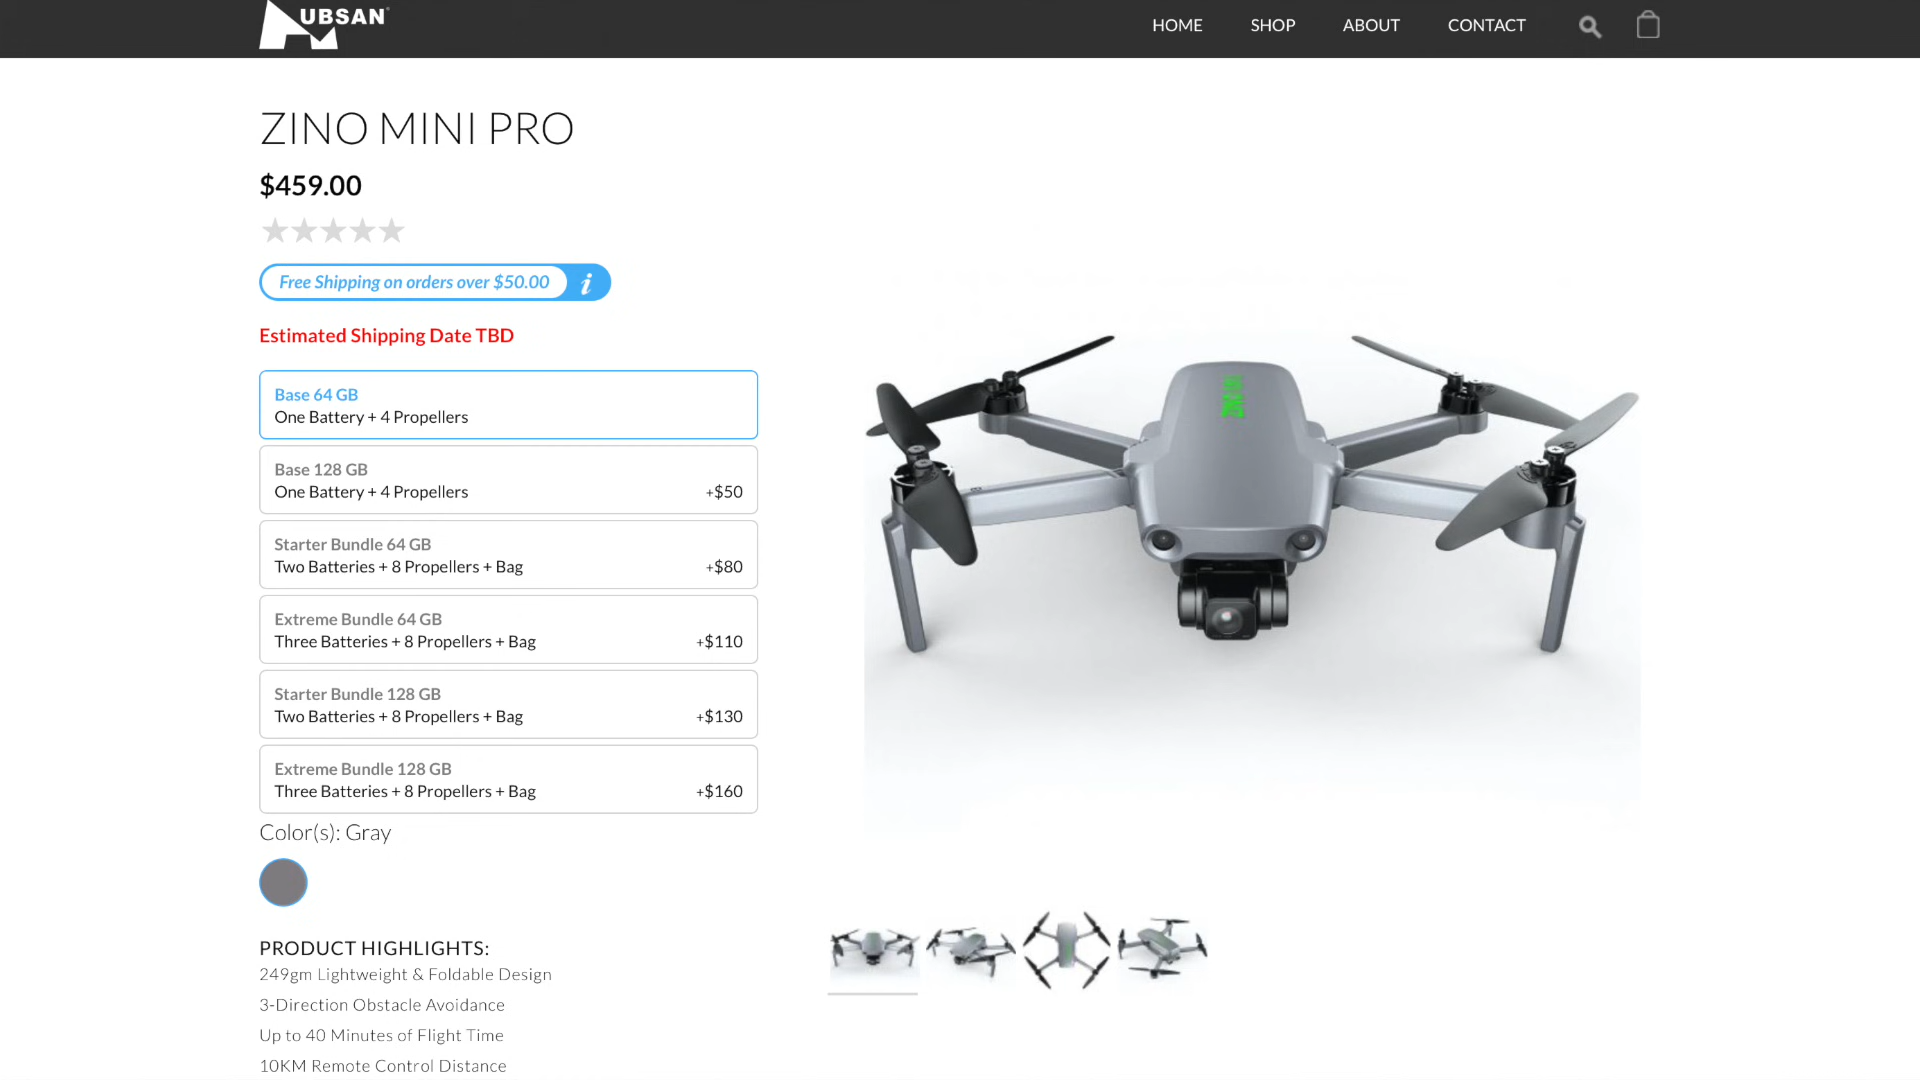 UBSAN
HOME SHOP ABOUT CONTACT
ZINO MINI PRO
$459.00
Free Shipping on orders over $50.00 i
Estimated Shipping Date TBD
Base 64 GB
One Battery + 4 Propellers
Base 128 GB
One Battery + 4 Propellers +$50
Starter Bundle 64 GB
Two Batteries + 8 Propellers + Bag +$80
Extreme Bundle 64 GB
Three Batteries + 8 Propellers + Bag +$110
Starter Bundle 128 GB
Two Batteries + 8 Propellers + Bag +$130
Extreme Bundle 128 GB
Three Batteries + 8 Propellers + Bag +$160
Color(s): Gray
PRODUCT HIGHLIGHTS:
249gm Lightweight & Foldable Design
3-Direction Obstacle Avoidance
Up to 40 Minutes of Flight Time
10KM Remote Control Distance